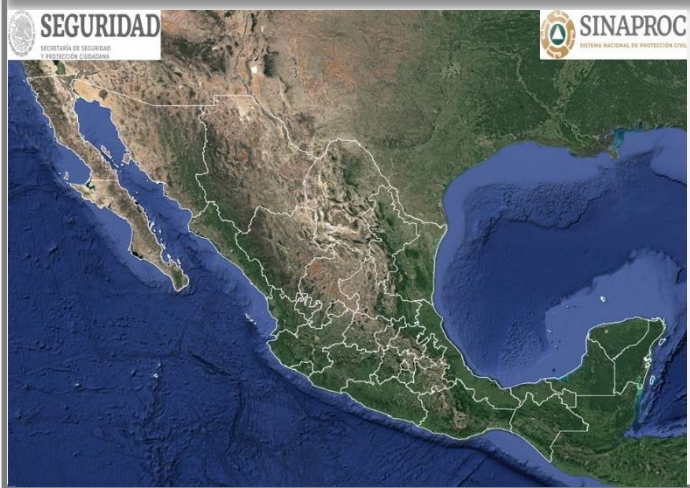 SEGURIDAD
SECRETARÍA DE SEGURIDAD
Y PROTECCIÓN CIUDADANA
SINAPROC
SISTEMA NACIONAL DE PROTECCIÓN CIVIL